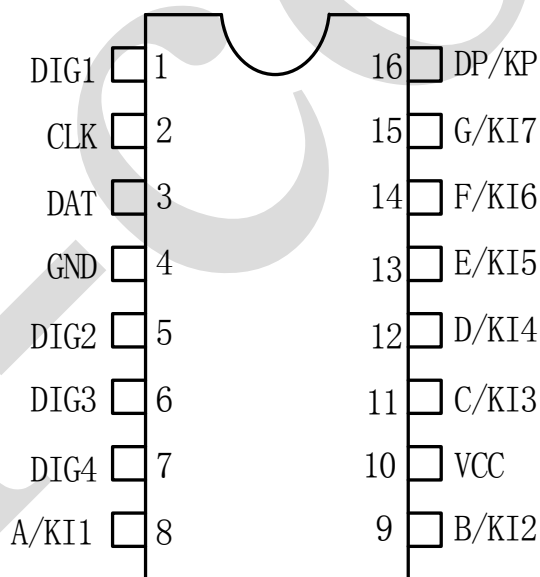 DIG1 1 16 DP/KP
CLK 2 15 G/KI7
DAT 3 14 F/KI6
GND 4 13 E/KI5
DIG2 5 12 D/KI4
DIG3 6 11 C/KI3
DIG4 7 10 VCC
A/KI1 8 9 B/KI2